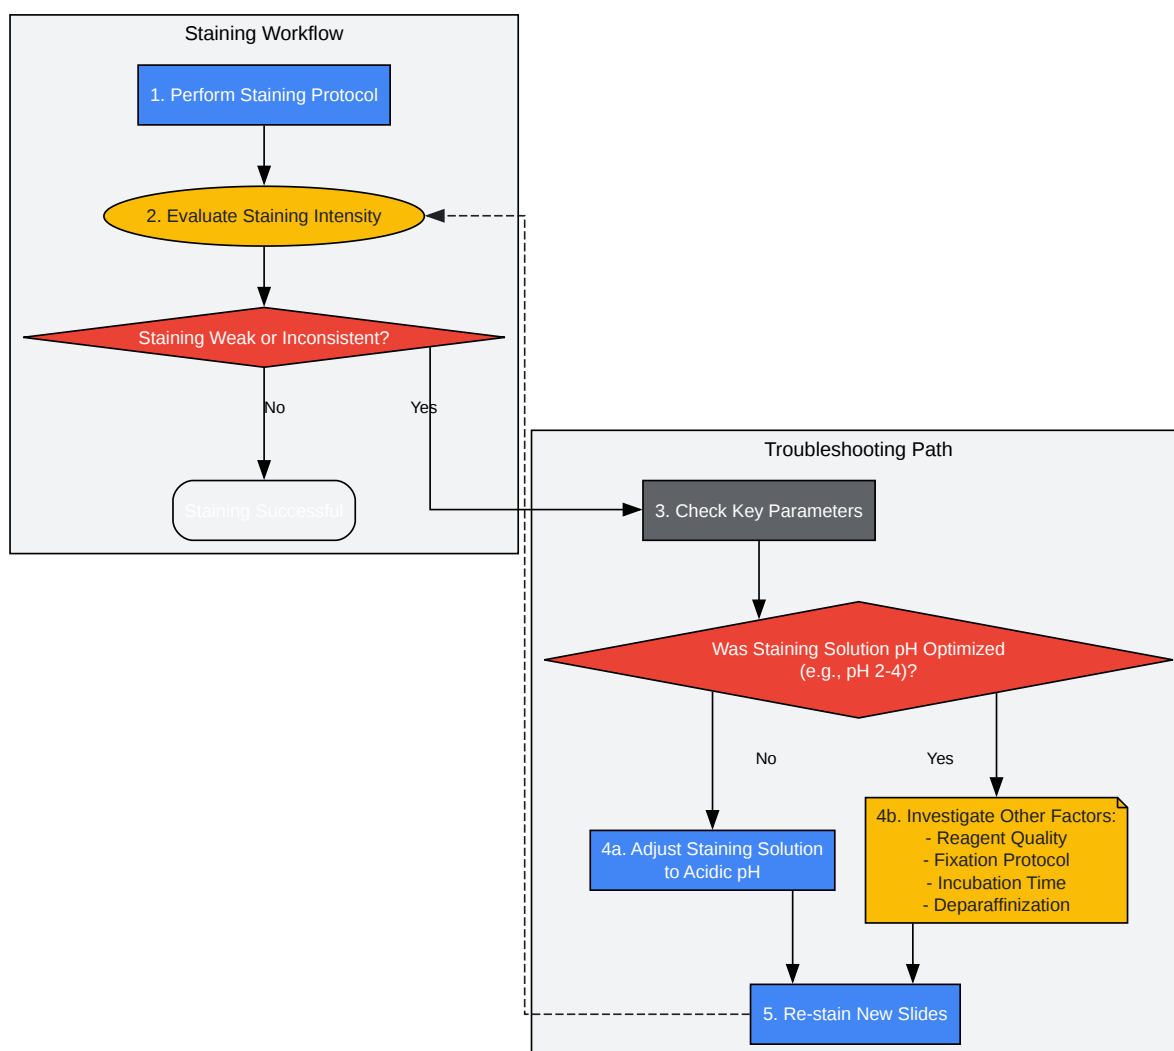 Staining Workflow
1. Perform Staining Protocol
2. Evaluate Staining Intensity
Staining Weak or Inconsistent?
No
Yes
Staining Successful
Troubleshooting Path
3. Check Key Parameters
Was Staining Solution pH Optimized
(e.g., pH 2-4)?
No
Yes
4a. Adjust Staining Solution
to Acidic pH
4b. Investigate Other Factors:
- Reagent Quality
- Fixation Protocol
- Incubation Time
- Deparaffinization
5. Re-stain New Slides